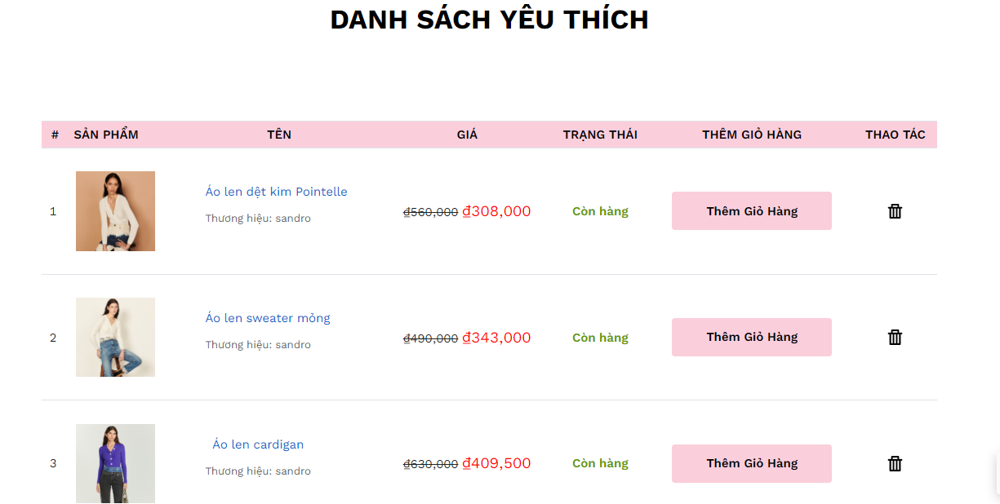 DANH SÁCH YÊU THÍCH
# SẢN PHẨM TÊN GIÁ TRẠNG THÁI THÊM GIỎ HÀNG THAO TÁC
Áo len dệt kim Pointelle
1 ₫560,000 ₫308,000 Còn hàng Thêm Giỏ Hàng
Thương hiệu: sandro
Áo len sweater mỏng
2 ₫490,000 ₫343,000 Còn hàng Thêm Giỏ Hàng
Thương hiệu: sandro
Áo len cardigan
3 ₫630,000 ₫409,500 Còn hàng Thêm Giỏ Hàng
Thương hiệu: sandro